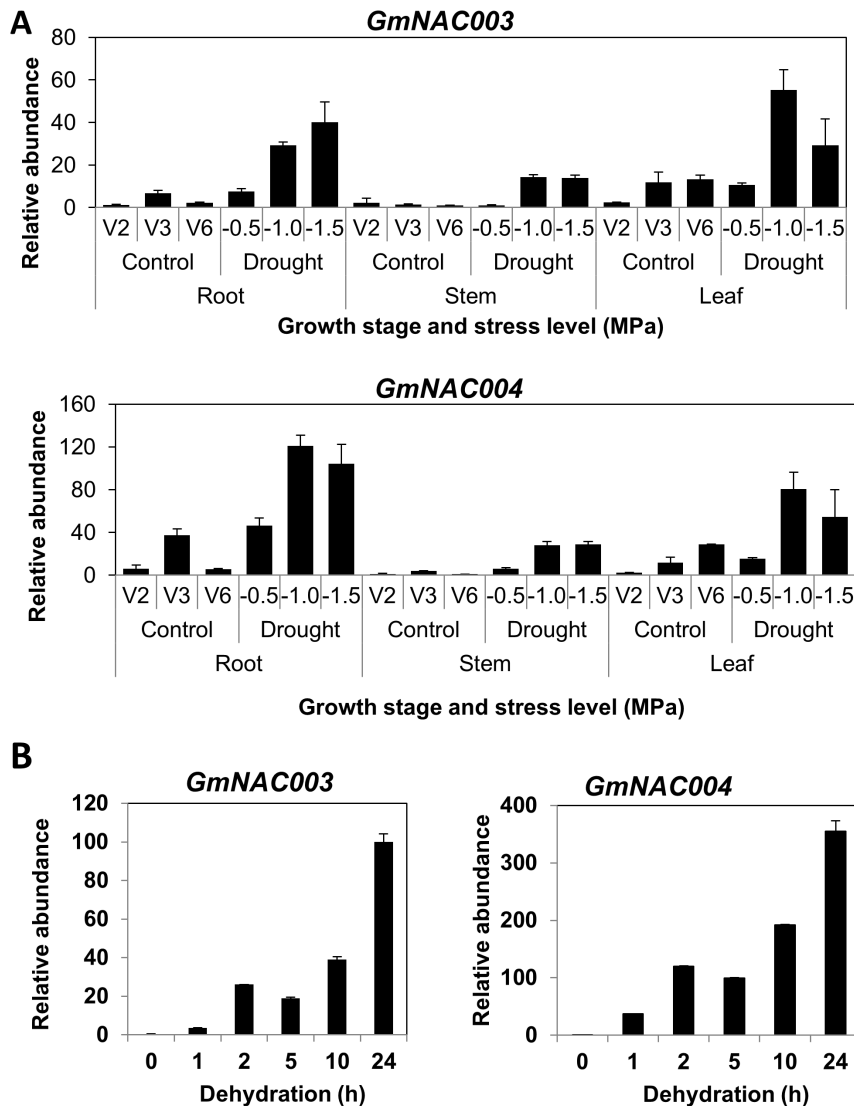 A
GmNAC003
Relative abundance
80
60
40
20
0
V2 V3 V6 -0.5 -1.0 -1.5 V2 V3 V6 -0.5 -1.0 -1.5 V2 V3 V6 -0.5 -1.0 -1.5
Control Drought Control Drought Control Drought
Root Stem Leaf
Growth stage and stress level (MPa)
GmNAC004
Relative abundance
160
120
80
40
0
V2 V3 V6 -0.5 -1.0 -1.5 V2 V3 V6 -0.5 -1.0 -1.5 V2 V3 V6 -0.5 -1.0 -1.5
Control Drought Control Drought Control Drought
Root Stem Leaf
Growth stage and stress level (MPa)
B
GmNAC003
Relative abundance
120
100
80
60
40
20
0
0 1 2 5 10 24
Dehydration (h)
GmNAC004
Relative abundance
400
300
200
100
0
0 1 2 5 10 24
Dehydration (h)